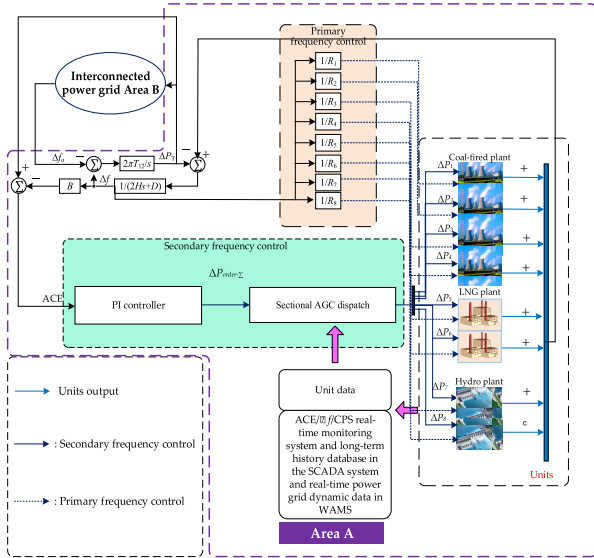 Primary
frequency control
Interconnected
power grid Area B
1/R1
1/R2
1/R3
1/R4
1/R5
1/R6
1/R7
1/R8
ΔfB
Σ
2πT12/s
ΔPT
Σ
Σ
B
Δf
1/(2Hs+D)
+
−
−
−
+
Secondary frequency control
ΔPorder-Σ
ACE
PI controller
Sectional AGC dispatch
Coal-fired plant
ΔP1
ΔP2
ΔP3
ΔP4
LNG plant
ΔP5
ΔP6
Hydro plant
ΔP7
ΔP8
+
+
+
+
+
+
+
c
Units
Units output
: Secondary frequency control
: Primary frequency control
Unit data
ACE/□ f/CPS real-
time monitoring
system and long-term
history database in
the SCADA system
and real-time power
grid dynamic data in
WAMS
Area A